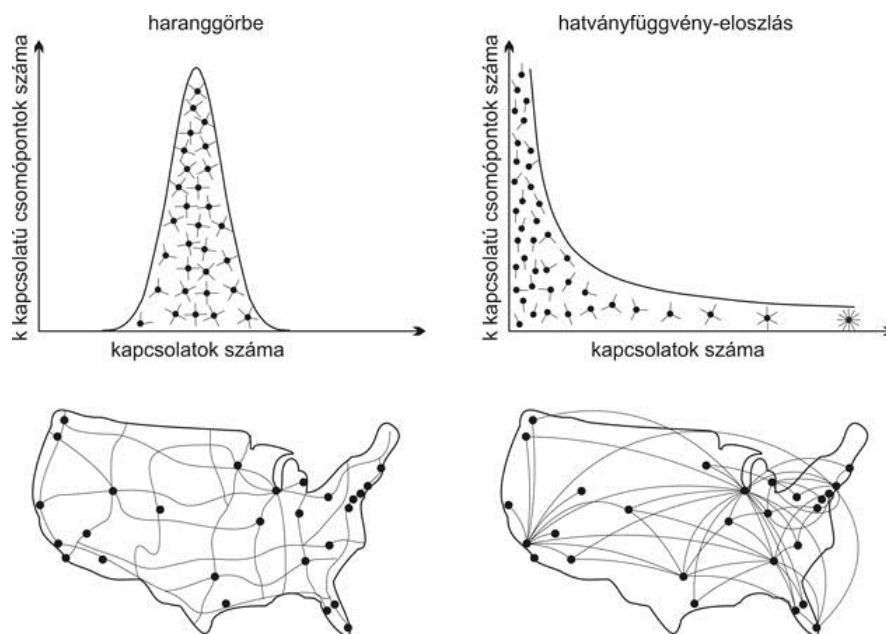 haranggörbe
k kapcsolatú csomópontok száma
kapcsolatok száma
hatványfüggvény-eloszlás
k kapcsolatú csomópontok száma
kapcsolatok száma